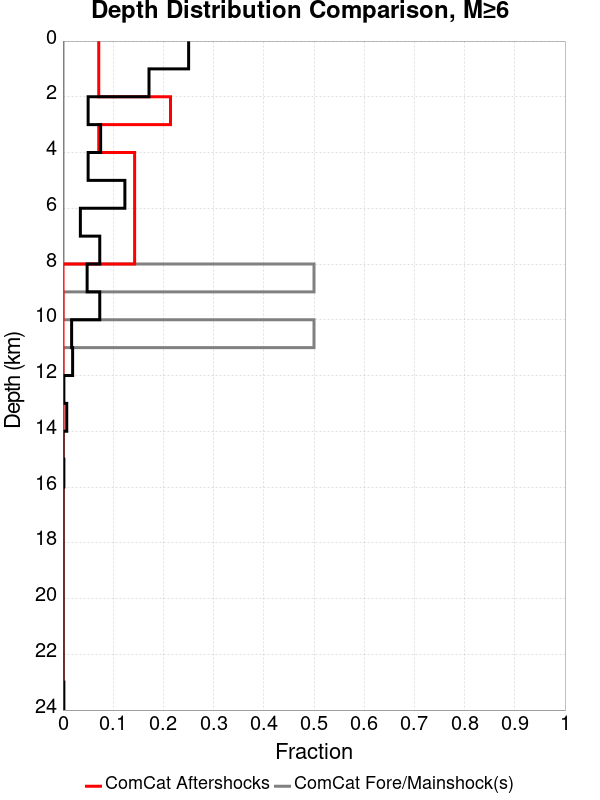 Depth Distribution Comparison, M≥6
0
2
4
6
8
10
12
14
16
18
20
22
24
Depth (km)
0 0.1 0.2 0.3 0.4 0.5 0.6 0.7 0.8 0.9 1
Fraction
ComCat Aftershocks ComCat Fore/Mainshock(s)